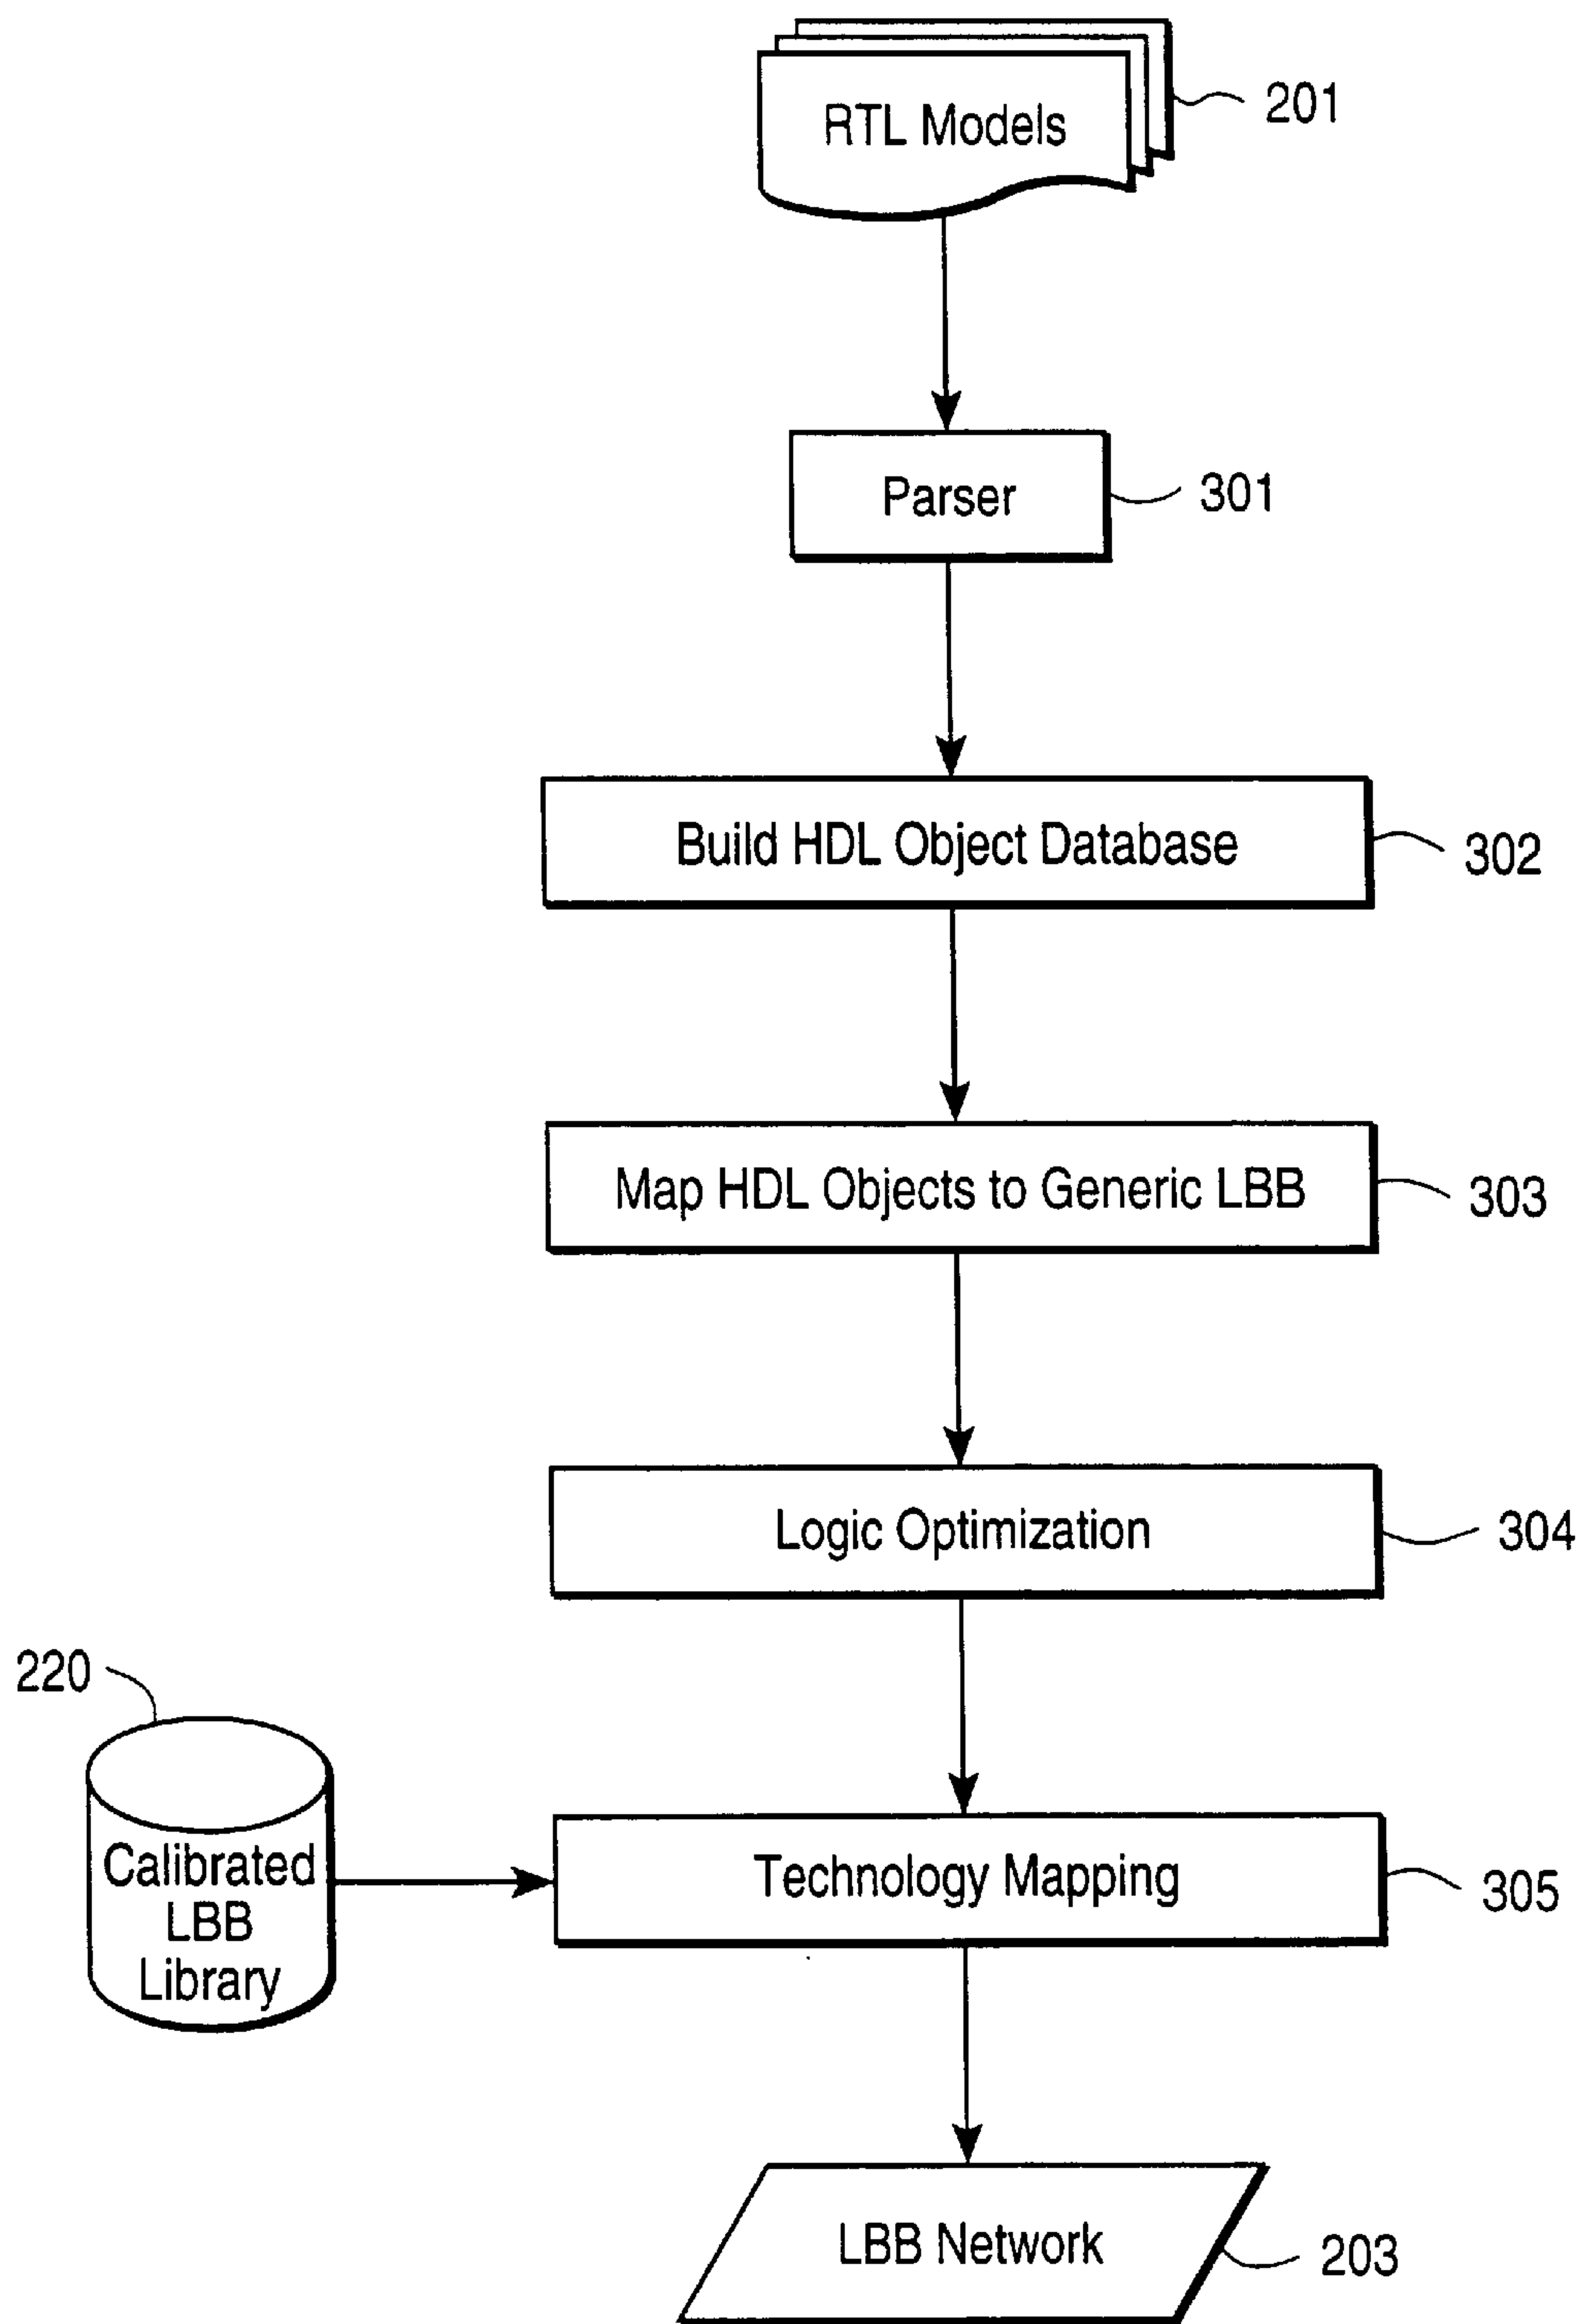 RTL Models
201
Parser
301
Build HDL Object Database
302
Map HDL Objects to Generic LBB
303
Logic Optimization
304
220
Calibrated
LBB
Library
Technology Mapping
305
LBB Network
203